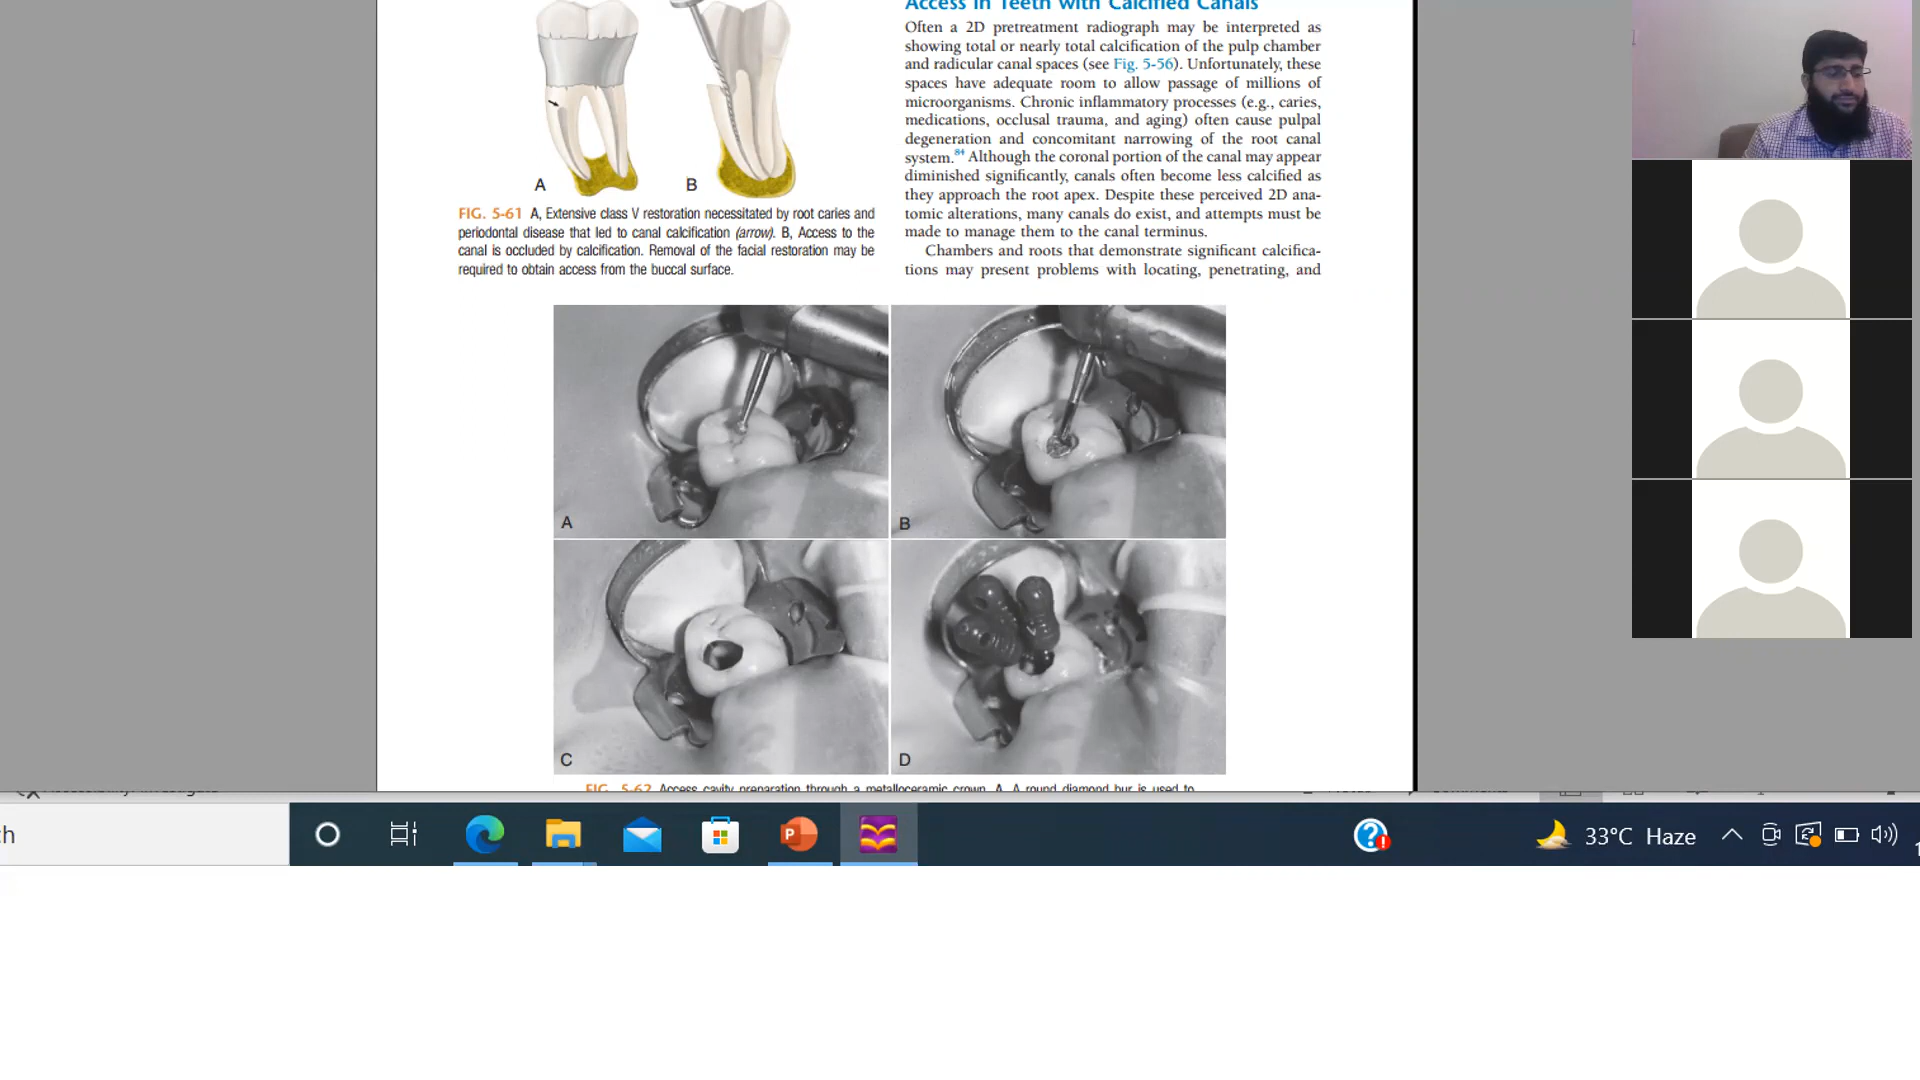 A
B
FIG. 5-61 A, Extensive class V restoration necessitated by root caries and
periodontal disease that led to canal calcification (arrow). B, Access to the
canal is occluded by calcification. Removal of the facial restoration may be
required to obtain access from the buccal surface.
Access in Teeth with Calcified Canals
Often a 2D pretreatment radiograph may be interpreted as
showing total or nearly total calcification of the pulp chamber
and radicular canal spaces (see Fig. 5-56). Unfortunately, these
spaces have adequate room to allow passage of millions of
microorganisms. Chronic inflammatory processes (e.g., caries,
medications, occlusal trauma, and aging) often cause pulpal
degeneration and concomitant narrowing of the root canal
system.84 Although the coronal portion of the canal may appear
diminished significantly, canals often become less calcified as
they approach the root apex. Despite these perceived 2D ana-
tomic alterations, many canals do exist, and attempts must be
made to manage them to the canal terminus.
Chambers and roots that demonstrate significant calcifica-
tions may present problems with locating, penetrating, and
A
B
C
D
FIG. 5-62 Access cavity preparation through a metalloceramic crown. A, A round diamond bur is used to
ch
P
33°C Haze